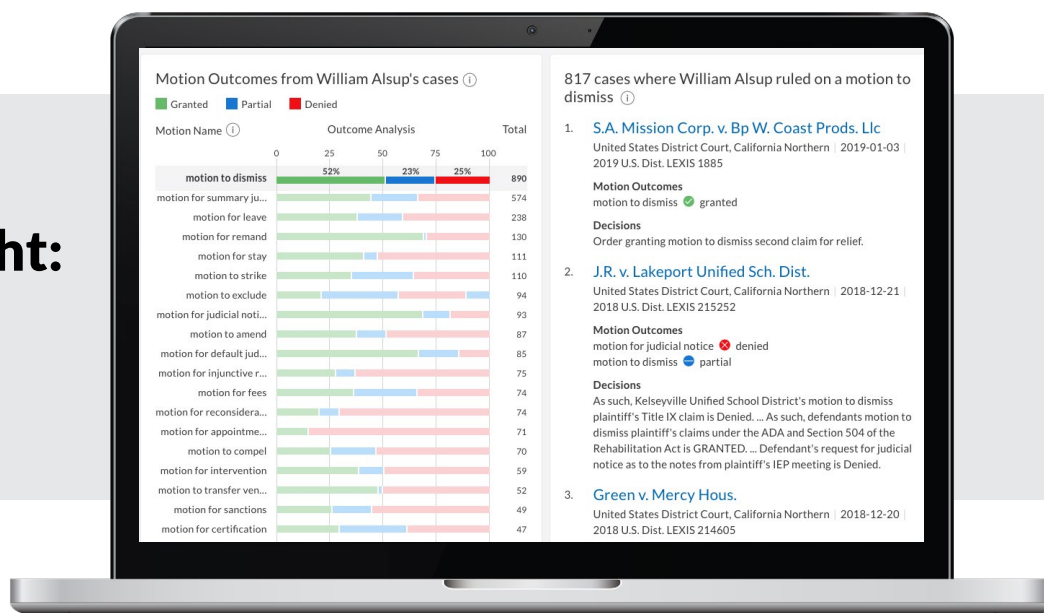 ht:
Motion Outcomes from William Alsup's cases
Granted Partial Denied
Motion Name Outcome Analysis Total
0 25 50 75 100
motion to dismiss 52% 23% 25% 890
motion for summary ju... 574
motion for leave 238
motion for remand 130
motion for stay 111
motion to strike 110
motion to exclude 94
motion for judicial noti... 93
motion to amend 87
motion for default jud... 85
motion for injunctive r... 75
motion for fees 74
motion for reconsidera... 74
motion for appointme... 71
motion to compel 70
motion for intervention 59
motion to transfer ven... 52
motion for sanctions 49
motion for certification 47
817 cases where William Alsup ruled on a motion to
dismiss
1. S.A. Mission Corp. v. Bp W. Coast Prods. Llc
United States District Court, California Northern | 2019-01-03 |
2019 U.S. Dist. LEXIS 1885
Motion Outcomes
motion to dismiss granted
Decisions
Order granting motion to dismiss second claim for relief.
2. J.R. v. Lakeport Unified Sch. Dist.
United States District Court, California Northern | 2018-12-21 |
2018 U.S. Dist. LEXIS 215252
Motion Outcomes
motion for judicial notice denied
motion to dismiss partial
Decisions
As such, Kelseyville Unified School District's motion to dismiss
plaintiff's Title IX claim is Denied. ... As such, defendants motion to
dismiss plaintiff's claims under the ADA and Section 504 of the
Rehabilitation Act is GRANTED. ... Defendant's request for judicial
notice as to the notes from plaintiff's IEP meeting is Denied.
3. Green v. Mercy Hous.
United States District Court, California Northern | 2018-12-20 |
2018 U.S. Dist. LEXIS 214605